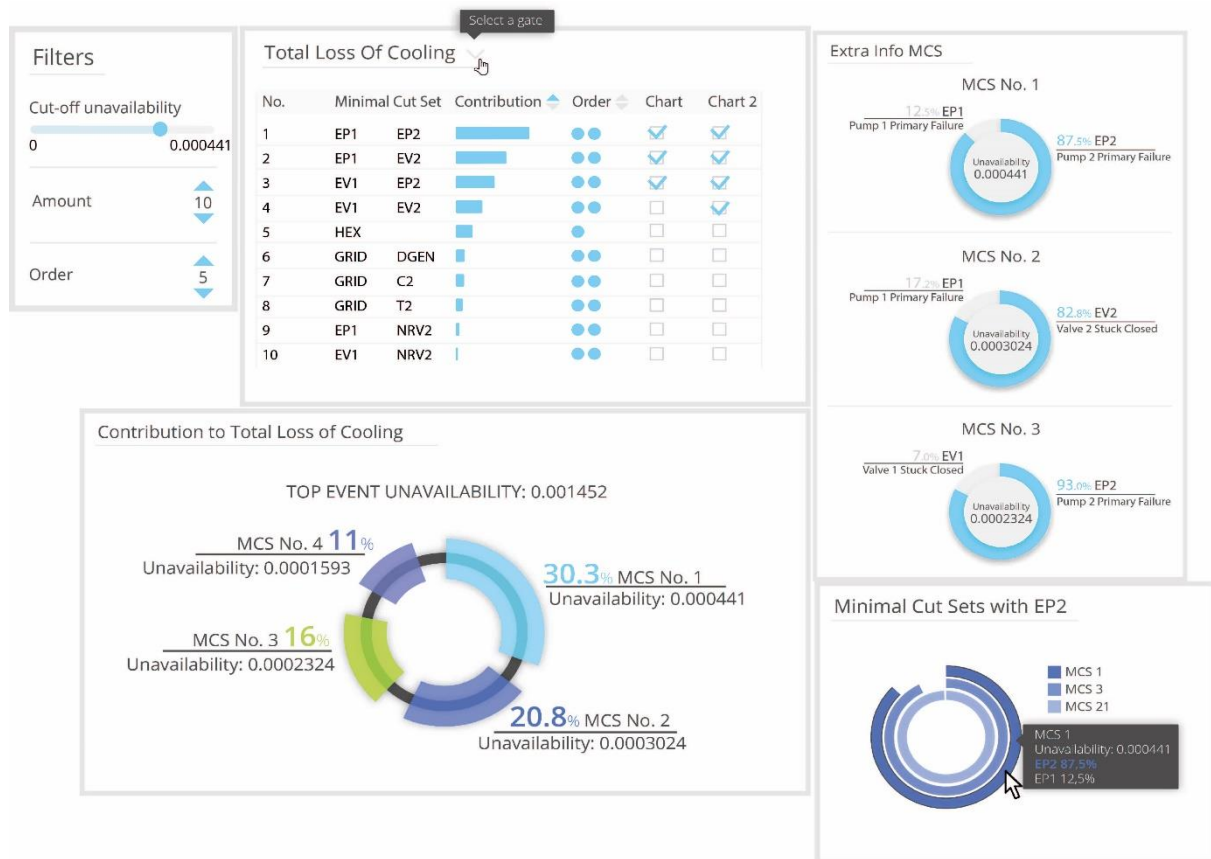 Select a gate
Filters
Cut-off unavailability
0 0.000441
Amount 10
Order 5
Total Loss Of Cooling
No. Minimal Cut Set Contribution Order Chart Chart 2
1 EP1 EP2
2 EP1 EV2
3 EV1 EP2
4 EV1 EV2
5 HEX
6 GRID DGEN
7 GRID C2
8 GRID T2
9 EP1 NRV2
10 EV1 NRV2
Extra Info MCS
MCS No. 1
12.5% EP1
Pump 1 Primary Failure
Unavailability
0.000441
87.5% EP2
Pump 2 Primary Failure
MCS No. 2
17.2% EP1
Pump 1 Primary Failure
Unavailability
0.0003024
82.8% EV2
Valve 2 Stuck Closed
MCS No. 3
7.0% EV1
Valve 1 Stuck Closed
Unavailability
0.0002324
93.0% EP2
Pump 2 Primary Failure
Contribution to Total Loss of Cooling
TOP EVENT UNAVAILABILITY: 0.001452
MCS No. 4 11%
Unavailability: 0.0001593
30.3% MCS No. 1
Unavailability: 0.000441
MCS No. 3 16%
Unavailability: 0.0002324
20.8% MCS No. 2
Unavailability: 0.0003024
Minimal Cut Sets with EP2
MCS 1
MCS 3
MCS 21
MCS 1
Unavailability: 0.000441
EP2 87,5%
EP1 12,5%